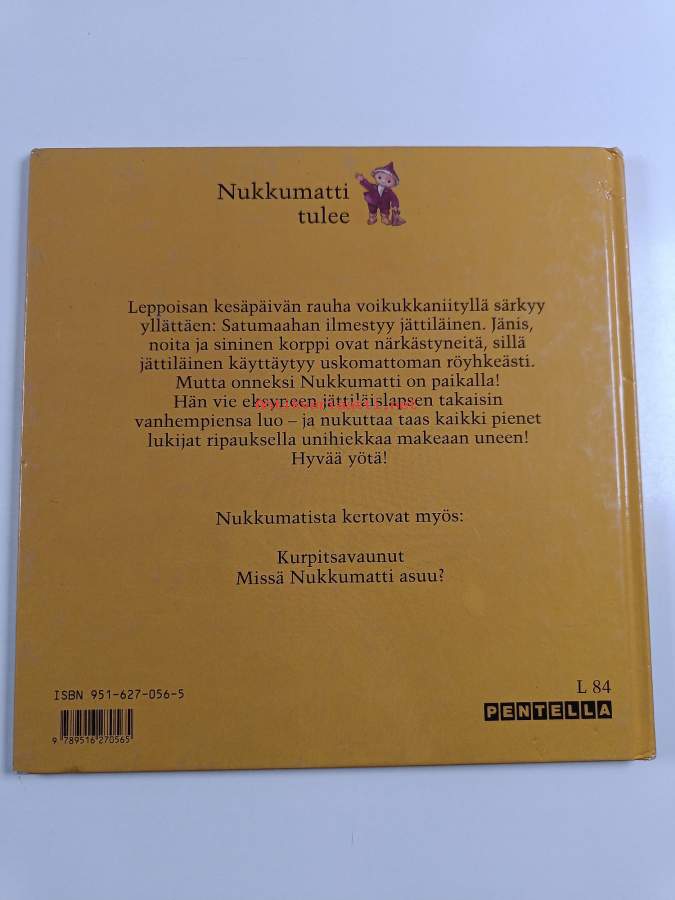 Nukkumatti
tulee
Leppoisan kesäpäivän rauha voikukkaniityllä särkyy
yllättäen: Satumaahan ilmestyy jättiläinen. Jänis,
noita ja sininen korppi ovat närkästyneitä, sillä
jättiläinen käyttäytyy uskomattoman röyhkeästi.
Mutta onneksi Nukkumatti on paikalla!
Hän vie eksyneen jättiläislapsen takaisin
vanhempiensa luo – ja nukuttaa taas kaikki pienet
lukijat ripauksella unihiekkaa makeaan uneen!
Hyvää yötä!
Nukkumatista kertovat myös:
Kurpitsavaunut
Missä Nukkumatti asuu?
ISBN 951-627-056-5
9 789516 270565
L 84
PENTELLA